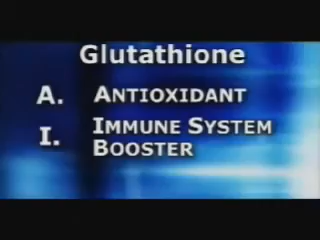 Glutathione
A. ANTIOXIDANT
I. IMMUNE SYSTEM
BOOSTER